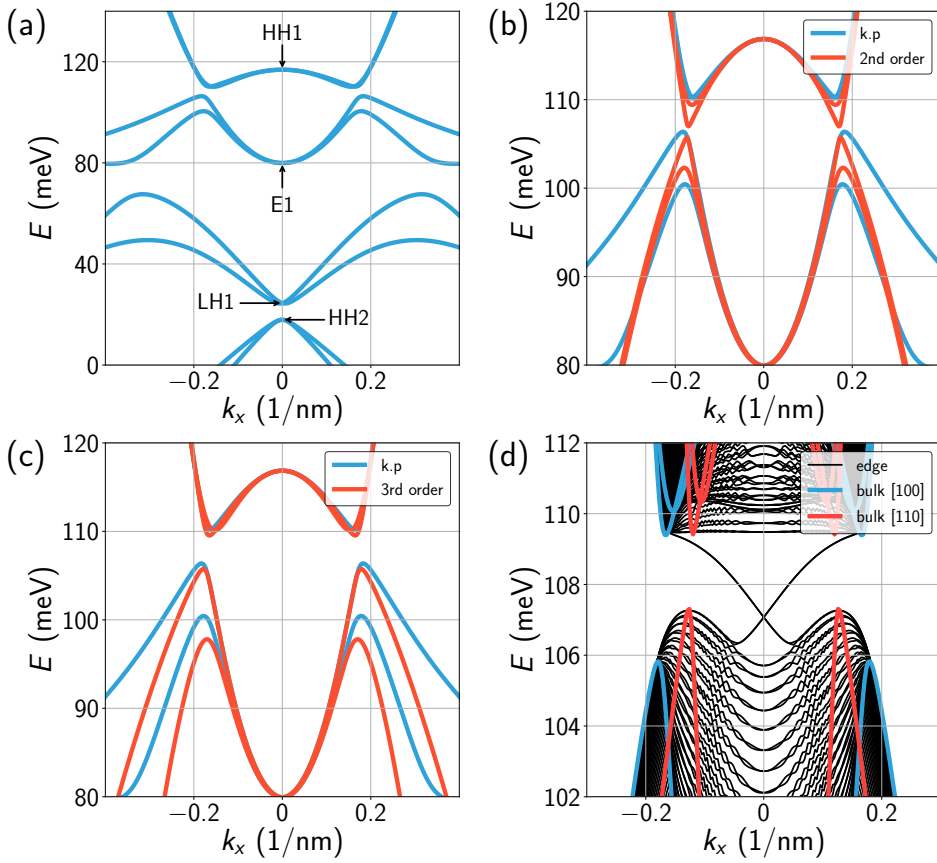 (a)
HH1
120
80
40
0
E1
LH1
HH2
E (meV)
−0.2
0
0.2
k_x (1/nm)
(b)
k.p
2nd order
120
110
100
90
80
E (meV)
−0.2
0
0.2
k_x (1/nm)
(c)
k.p
3rd order
120
110
100
90
80
E (meV)
−0.2
0
0.2
k_x (1/nm)
(d)
edge
bulk [100]
bulk [110]
112
110
108
106
104
102
E (meV)
−0.2
0
0.2
k_x (1/nm)